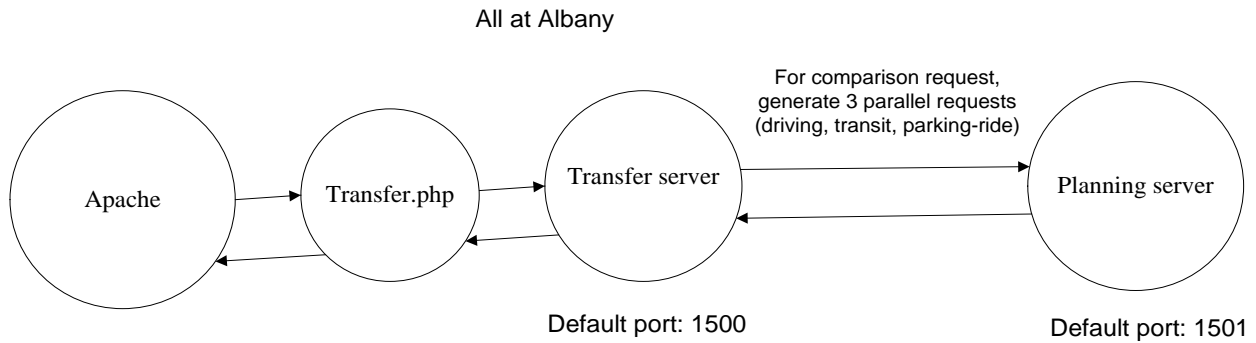 All at Albany
For comparison request,
generate 3 parallel requests
(driving, transit, parking-ride)
Apache
Transfer.php
Transfer server
Planning server
Default port: 1500
Default port: 1501